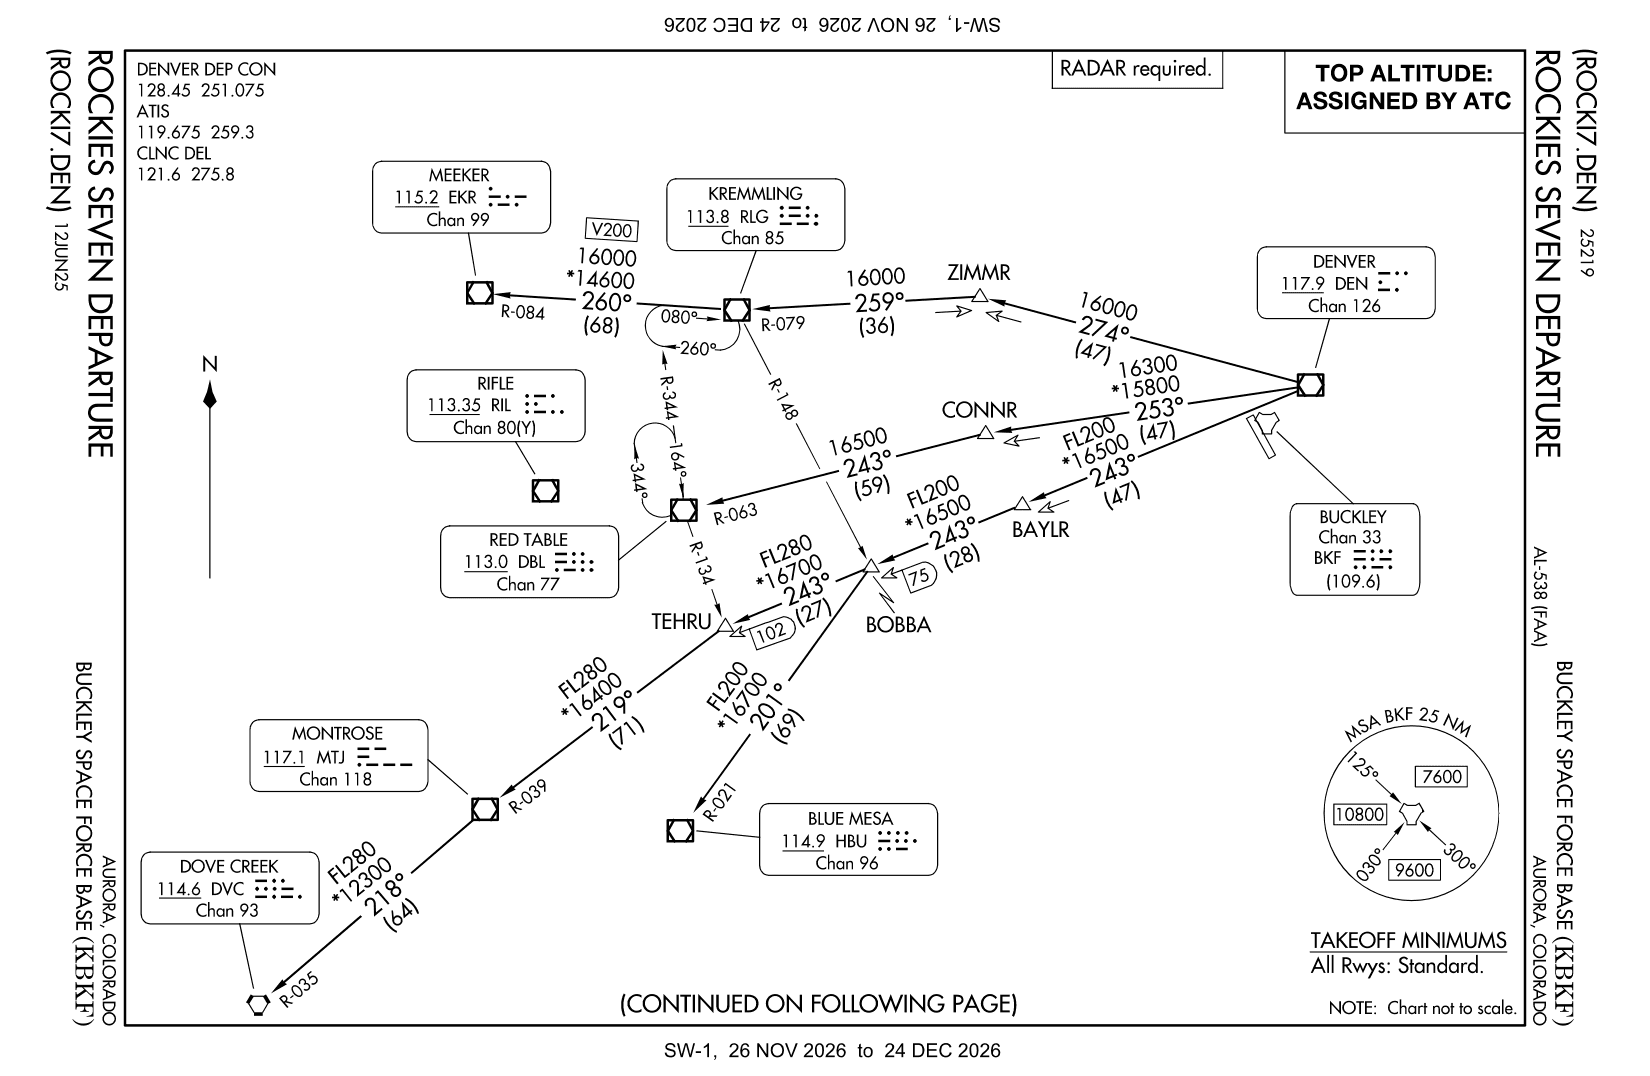 SW-1, 26 NOV 2026 to 24 DEC 2026
(ROCKI7.DEN) 12JUN25
ROCKIES SEVEN DEPARTURE
BUCKLEY SPACE FORCE BASE (KBKF)
AURORA, COLORADO
DENVER DEP CON
128.45 251.075
ATIS
119.675 259.3
CLNC DEL
121.6 275.8
RADAR required.
TOP ALTITUDE:
ASSIGNED BY ATC
MEEKER
115.2 EKR
Chan 99
V200
16000
*14600
260°
(68)
R-084
KREMMLING
113.8 RLG
Chan 85
080°
260°
R-079
16000
259°
(36)
ZIMMR
16000
274°
(47)
DENVER
117.9 DEN
Chan 126
N
RIFLE
113.35 RIL
Chan 80(Y)
R-344
164°
344°
R-148
16300
*15800
253°
(47)
CONNR
16500
243°
(59)
R-063
FL200
*16500
243°
(47)
BAYLR
FL200
*16500
243°
(28)
BUCKLEY
Chan 33
BKF
(109.6)
RED TABLE
113.0 DBL
Chan 77
R-134
FL280
*16700
243°
(27)
75
BOBBA
TEHRU
102
FL280
*16400
219°
(71)
FL200
*16700
201°
(69)
MONTROSE
117.1 MTJ
Chan 118
R-039
R-021
BLUE MESA
114.9 HBU
Chan 96
DOVE CREEK
114.6 DVC
Chan 93
FL280
*12300
218°
(64)
R-035
MSA BKF 25 NM
125°
7600
10800
030°
300°
9600
TAKEOFF MINIMUMS
All Rwys: Standard.
(CONTINUED ON FOLLOWING PAGE)
NOTE: Chart not to scale.
ROCKIES SEVEN DEPARTURE
(ROCKI7.DEN) 25219
AL-538 (FAA)
BUCKLEY SPACE FORCE BASE (KBKF)
AURORA, COLORADO
SW-1, 26 NOV 2026 to 24 DEC 2026